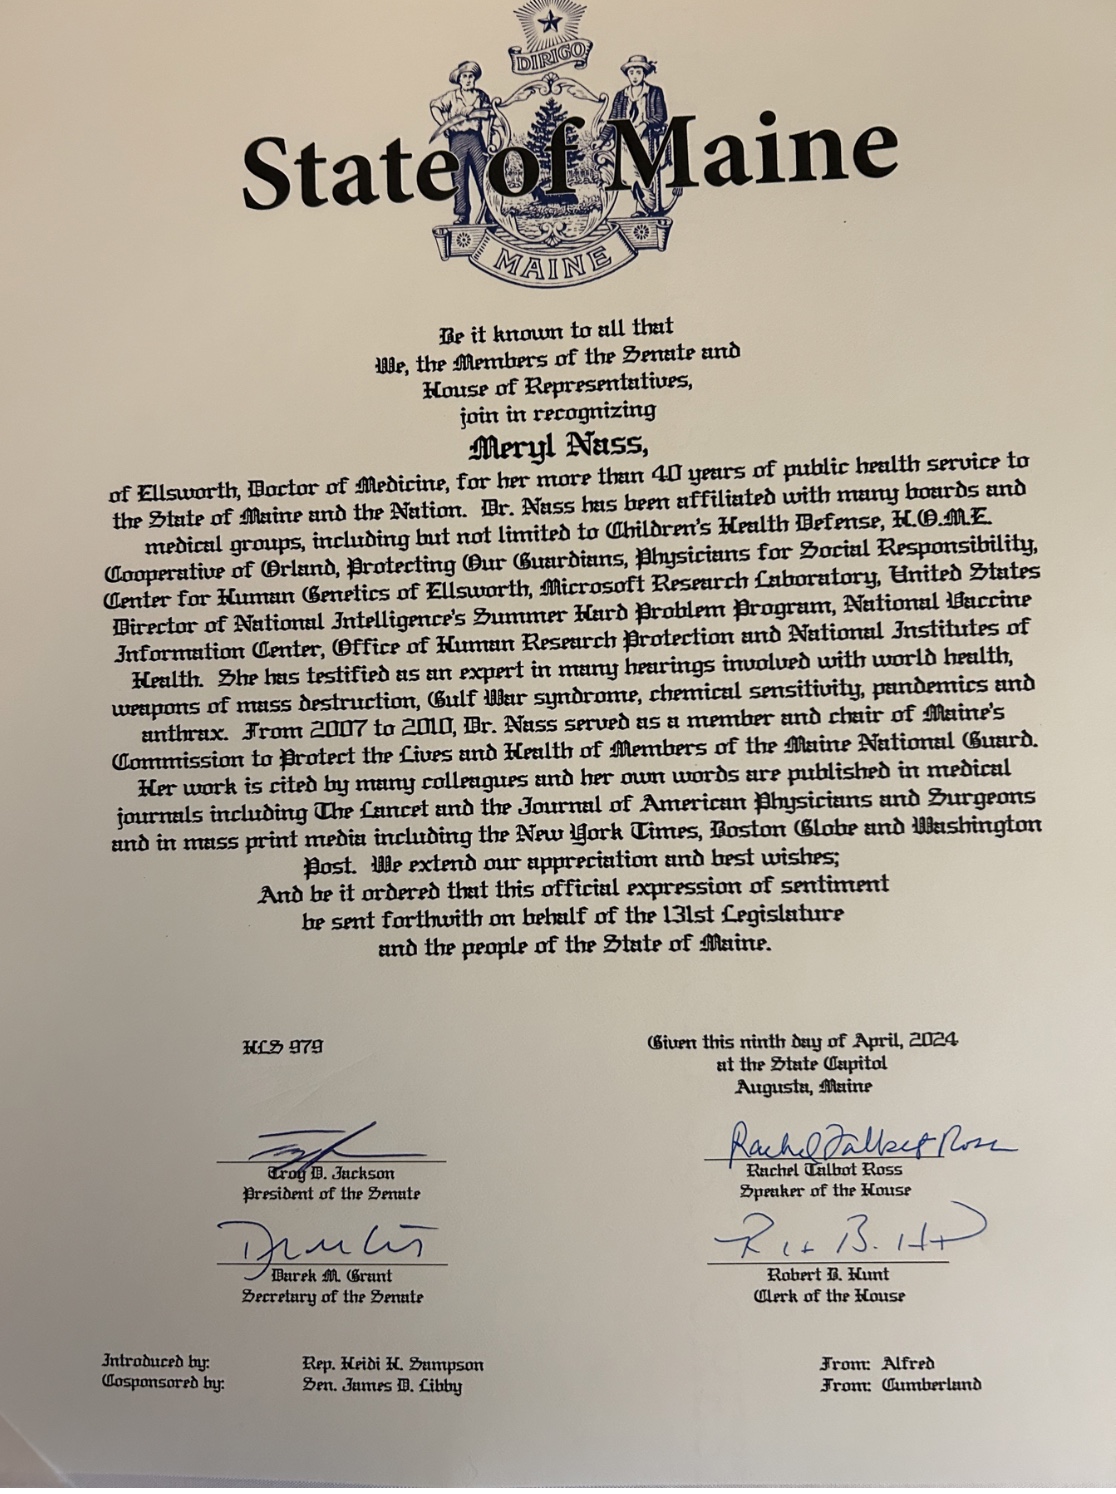 DIRIGO
State of Maine
MAINE
Be it known to all that
We, the Members of the Senate and
House of Representatives,
join in recognizing
Meryl Nass,
of Ellsworth, Doctor of Medicine, for her more than 40 years of public health service to
the State of Maine and the Nation. Dr. Nass has been affiliated with many boards and
medical groups, including but not limited to Children's Health Defense, H.O.M.E.
Cooperative of Orland, Protecting Our Guardians, Physicians for Social Responsibility,
Center for Human Genetics of Ellsworth, Microsoft Research Laboratory, United States
Director of National Intelligence's Summer Hard Problem Program, National Vaccine
Information Center, Office of Human Research Protection and National Institutes of
Health. She has testified as an expert in many hearings involved with world health,
weapons of mass destruction, Gulf War syndrome, chemical sensitivity, pandemics and
anthrax. From 2007 to 2010, Dr. Nass served as a member and chair of Maine's
Commission to Protect the Lives and Health of Members of the Maine National Guard.
Her work is cited by many colleagues and her own words are published in medical
journals including The Lancet and the Journal of American Physicians and Surgeons
and in mass print media including the New York Times, Boston Globe and Washington
Post. We extend our appreciation and best wishes;
And be it ordered that this official expression of sentiment
be sent forthwith on behalf of the 131st Legislature
and the people of the State of Maine.
HLS 979
Given this ninth day of April, 2024
at the State Capitol
Augusta, Maine
Rachel Talbot Ross
Troy D. Jackson
President of the Senate
Rachel Talbot Ross
Speaker of the House
Darek M. Grant
Secretary of the Senate
Robert B. Hunt
Clerk of the House
Introduced by: Rep. Heidi H. Sampson From: Alfred
Cosponsored by: Sen. James D. Libby From: Cumberland